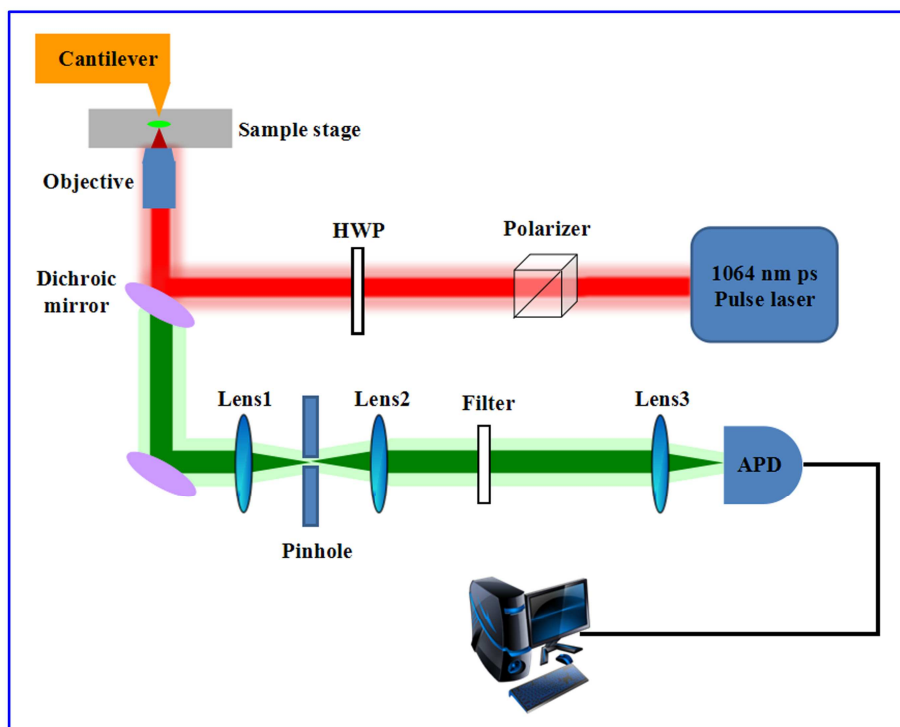 Cantilever
Sample stage
Objective
HWP
Polarizer
1064 nm ps
Pulse laser
Dichroic
mirror
Lens1
Lens2
Filter
Lens3
APD
Pinhole